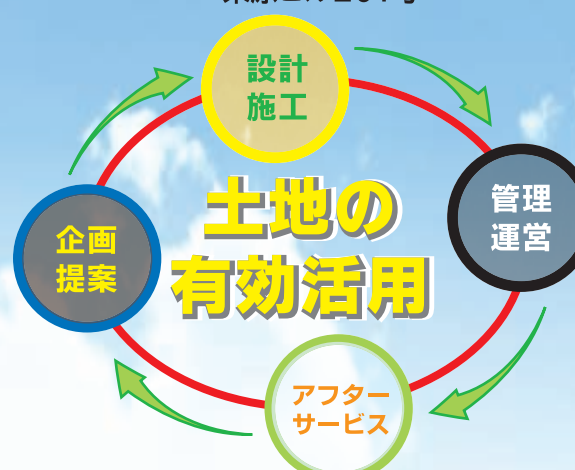 設計
施工
土地の
有効活用
管理
運営
企画
提案
アフター
サービス